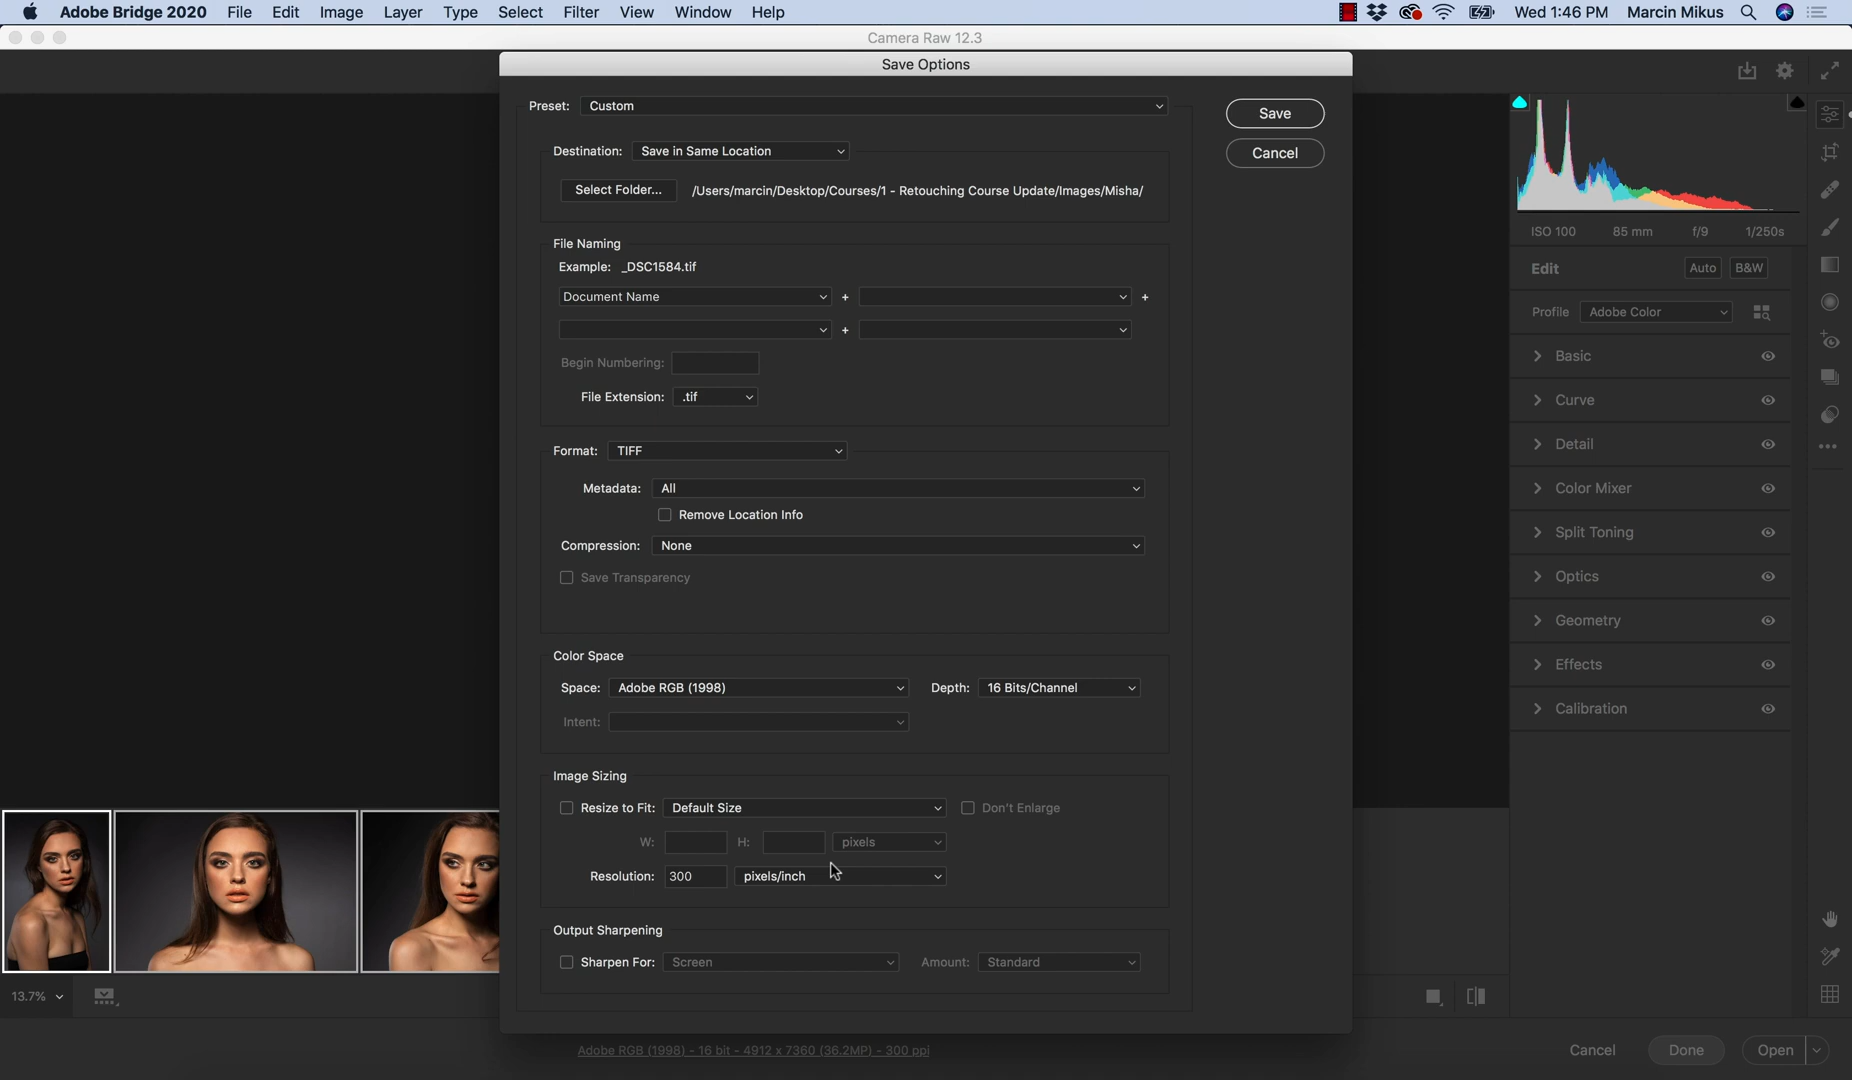 Adobe Bridge 2020 File Edit Image Layer Type Select Filter View Window Help Wed 1:46 PM Marcin Mikus
Camera Raw 12.3
Save Options
Preset: Custom
Save
Destination: Save in Same Location
Cancel
Select Folder... /Users/marcin/Desktop/Courses/1 - Retouching Course Update/Images/Misha/
File Naming
Example: _DSC1584.tif
Document Name + +
+
Begin Numbering:
File Extension: .tif
Format: TIFF
Metadata: All
Remove Location Info
Compression: None
Save Transparency
Color Space
Space: Adobe RGB (1998) Depth: 16 Bits/Channel
Intent:
Image Sizing
Resize to Fit: Default Size Don't Enlarge
W: H: pixels
Resolution: 300 pixels/inch
Output Sharpening
Sharpen For: Screen Amount: Standard
ISO 100 85 mm f/9 1/250s
Edit Auto B&W
Profile Adobe Color
Basic
Curve
Detail
Color Mixer
Split Toning
Optics
Geometry
Effects
Calibration
13.7%
Adobe RGB (1998) - 16 bit - 4912 x 7360 (36.2MP) - 300 ppi
Cancel Done Open